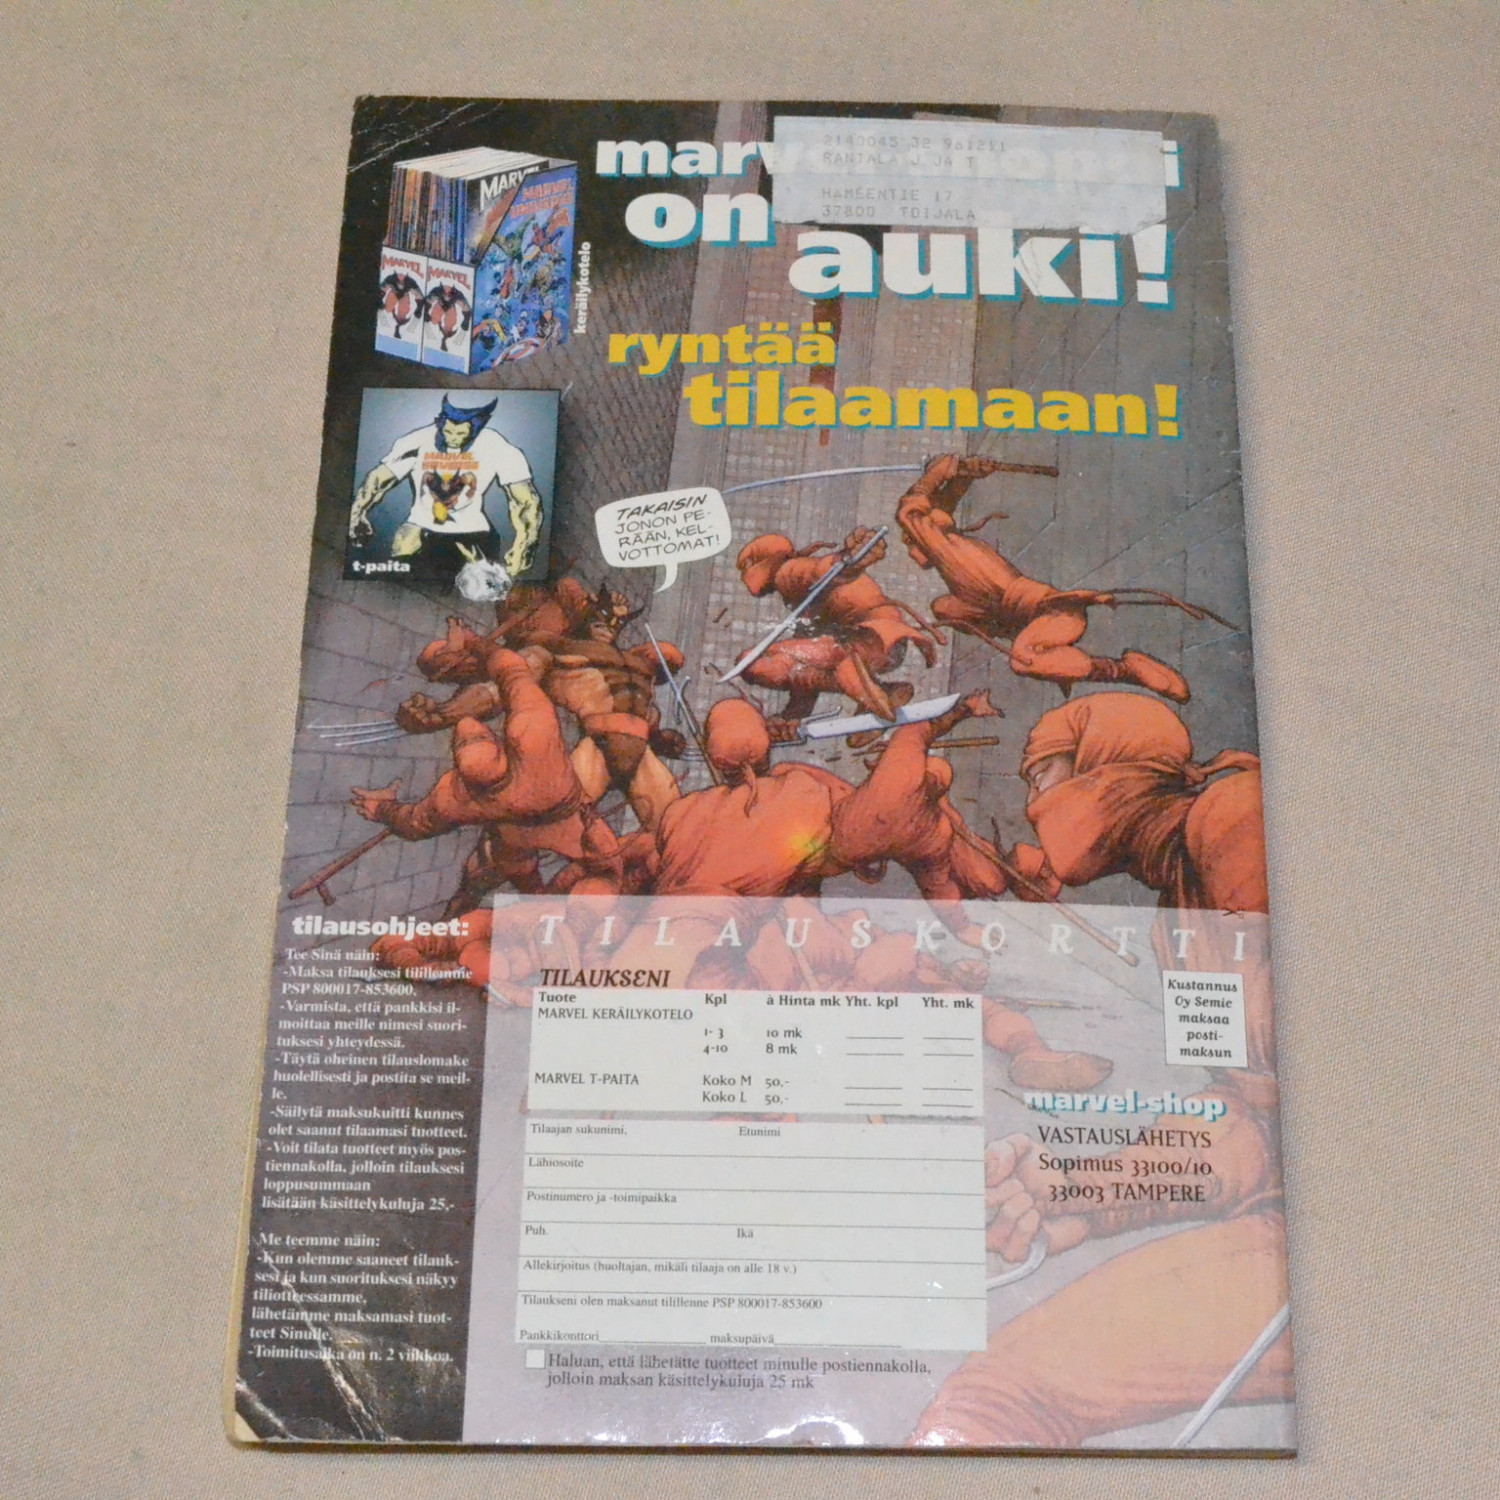 2140045 32 961211
RANTALA J JA T
HAMEENTIE 17
37800 TOIJALA
on
auki!
ryntää
tilaamaan!
MARVEL
MARVEL
UNIVERSE
MARVEL
MARVEL
keräilykotelo
MARVEL
UNIVERSE
t-paita
TAKAISIN
JONON PE-
RÄÄN, KEL-
VOTTOMAT!
tilausohjeet:
Tee Sinä näin:
-Maksa tilauksesi tilillemme
PSP 800017-853600,
-Varmista, että pankkisi il-
moittaa meille nimesi suori-
tuksesi yhteydessä.
-Täytä oheinen tilauslomake
huolellisesti ja postita se meil-
le.
-Säilytä maksukuitti kunnes
olet saanut tilaamasi tuotteet.
-Voit tilata tuotteet myös pos-
tiennakolla, jolloin tilauksesi
loppusummaan
lisätään käsittelykuluja 25,-
Me teemme näin:
-Kun olemme saaneet tilauk-
sesi ja kun suorituksesi näkyy
tiliotteessamme,
lähetämme maksamasi tuot-
teet Sinulle.
-Toimitusaika on n. 2 viikkoa.
TILAUSKORTTI
TILAUKSENI
Tuote Kpl à Hinta mk Yht. kpl Yht. mk
MARVEL KERÄILYKOTELO
1- 3 10 mk
4-10 8 mk
MARVEL T-PAITA Koko M 50,-
Koko L 50,-
Tilaajan sukunimi, Etunimi
Lähiosoite
Postinumero ja -toimipaikka
Puh. Ikä
Allekirjoitus (huoltajan, mikäli tilaaja on alle 18 v.)
Tilaukseni olen maksanut tilillenne PSP 800017-853600
Pankkikonttori maksupäivä
Haluan, että lähetätte tuotteet minulle postiennakolla,
jolloin maksan käsittelykuluja 25 mk
Kustannus
Oy Semic
maksaa
posti-
maksun
marvel-shop
VASTAUSLÄHETYS
Sopimus 33100/10
33003 TAMPERE